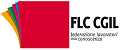 FLC CGIL
federazione lavoratori
della conoscenza